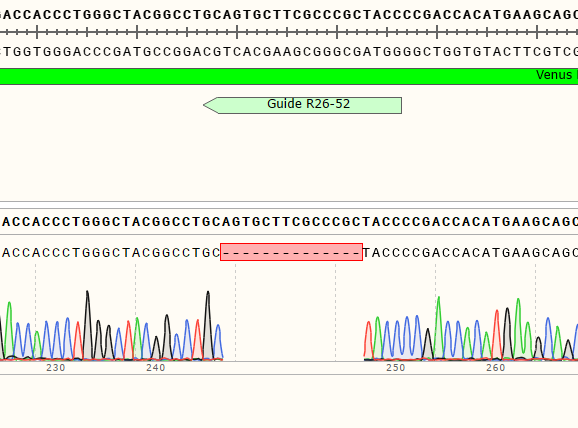 ACCACCCTGGGCTACGGCCTGCAGTGCTTCGCCCGCTACCCCGACCACATGAAGCAGC
TGGTGGGACCCGATGCCGGACGTCACGAAGCGGGCGATGGGGCTGGTGTACTTCGTCG
Venus
Guide R26-52
ACCACCCTGGGCTACGGCCTGCAGTGCTTCGCCCGCTACCCCGACCACATGAAGCAGC
ACCACCCTGGGCTACGGCCTGC--------------TACCCCGACCACATGAAGCAGC
230 240 250 260